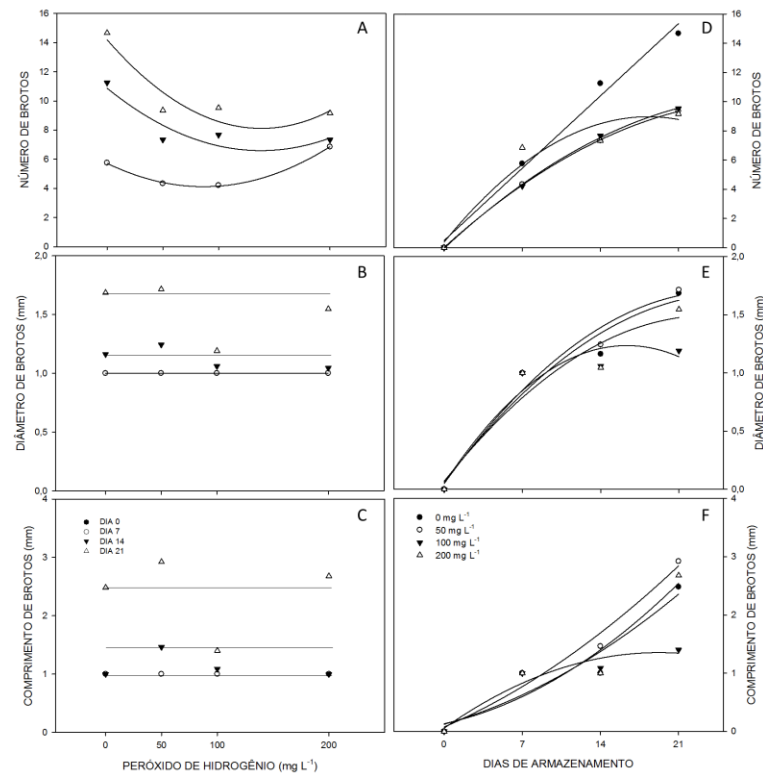 A
NÚMERO DE BROTOS
16
14
12
10
8
6
4
2
0
D
16
14
12
10
8
6
4
2
0
NÚMERO DE BROTOS
B
DIÂMETRO DE BROTOS (mm)
2,0
1,5
1,0
0,5
0,0
E
2,0
1,5
1,0
0,5
0,0
DIÂMETRO DE BROTOS (mm)
C
COMPRIMENTO DE BROTOS (mm)
4
3
2
1
0
DIA 0
DIA 7
DIA 14
DIA 21
0 50 100 200
PERÓXIDO DE HIDROGÊNIO (mg L⁻¹)
F
0 mg L⁻¹
50 mg L⁻¹
100 mg L⁻¹
200 mg L⁻¹
4
3
2
1
0
COMPRIMENTO DE BROTOS (mm)
0 7 14 21
DIAS DE ARMAZENAMENTO